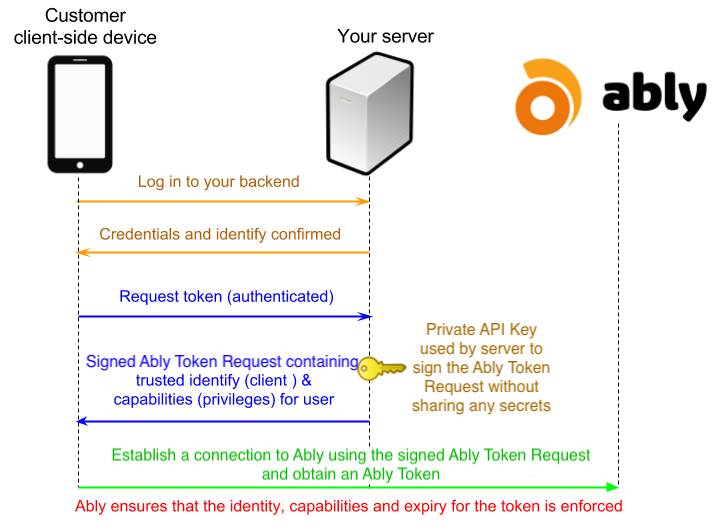 Customer
client-side device
Your server
ably
Log in to your backend
Credentials and identify confirmed
Request token (authenticated)
Private API Key
used by server to
sign the Ably Token
Request without
sharing any secrets
Signed Ably Token Request containing
trusted identify (client ) &
capabilities (privileges) for user
Establish a connection to Ably using the signed Ably Token Request
and obtain an Ably Token
Ably ensures that the identity, capabilities and expiry for the token is enforced